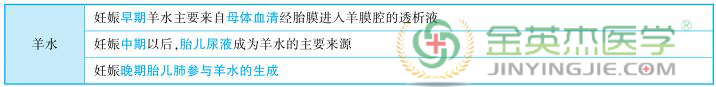 羊水
妊娠早期羊水主要来自母体血清经胎膜进入羊膜腔的透析液
妊娠中期以后,胎儿尿液成为羊水的主要来源
妊娠晚期胎儿肺参与羊水的生成
金英杰医学
JINYINGJIE.COM